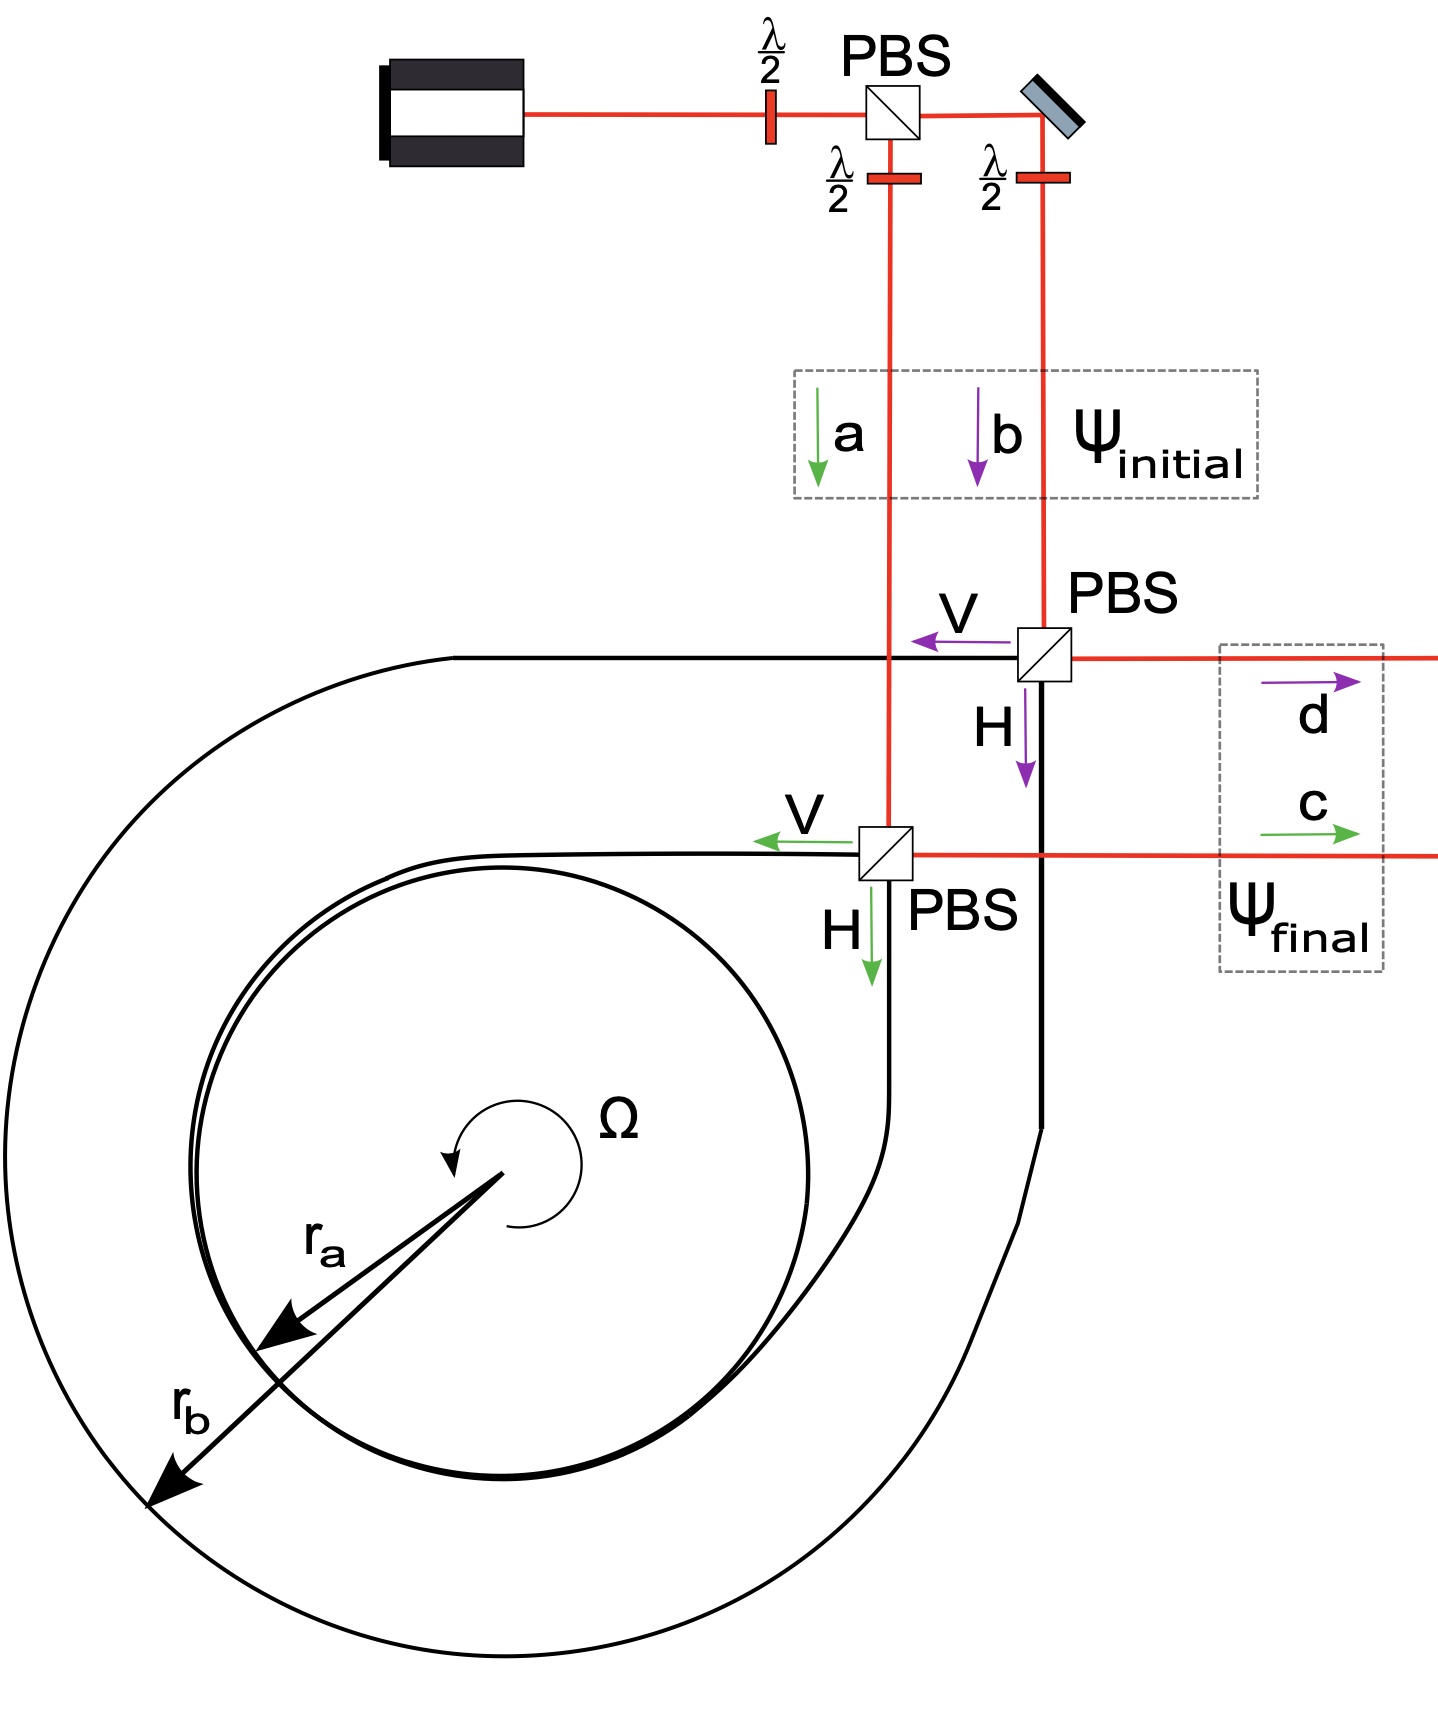 λ/2
PBS
λ/2
λ/2
a
b
Ψinitial
PBS
V
H
d
c
V
H
PBS
Ψfinal
Ω
ra
rb